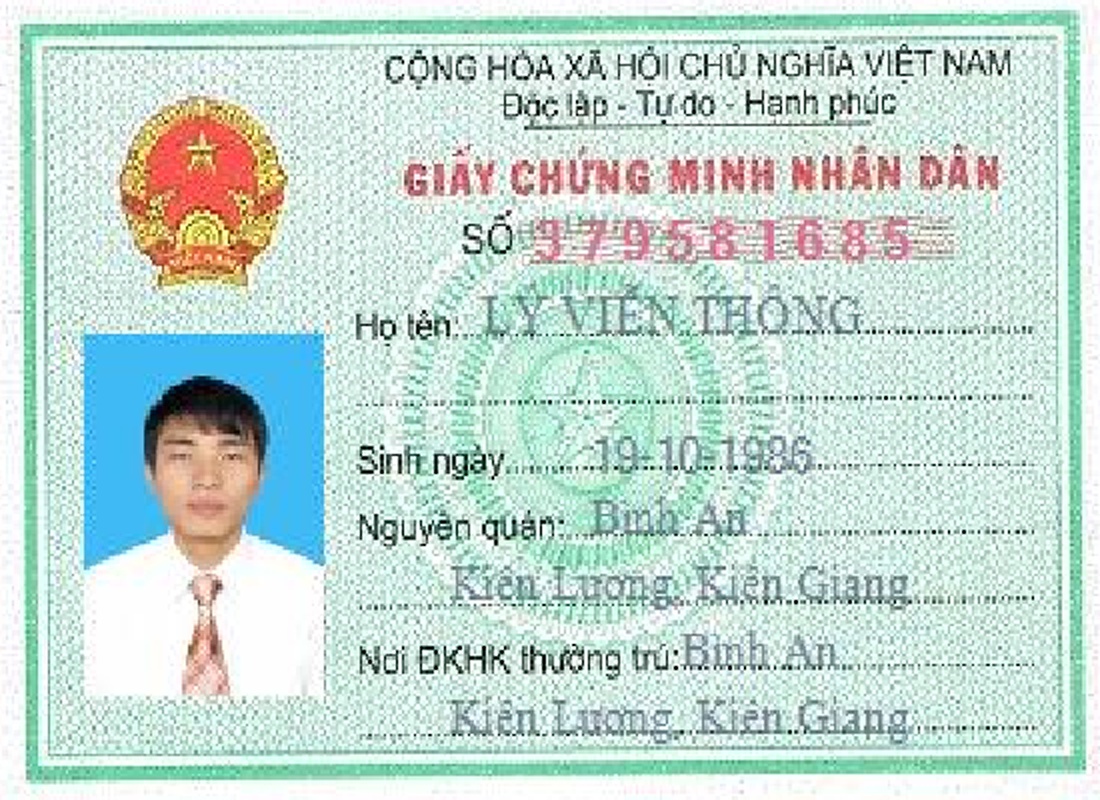 CỘNG HÒA XÃ HỘI CHỦ NGHĨA VIỆT NAM
Độc lập - Tự do - Hạnh phúc
GIẤY CHỨNG MINH NHÂN DÂN
SỐ 379581685
Họ tên: LÝ VIỄN THÔNG
Sinh ngày 19-10-1986
Nguyên quán: Bình An
Kiên Lương, Kiên Giang
Nơi ĐKHK thường trú: Bình An
Kiên Lương, Kiên Giang